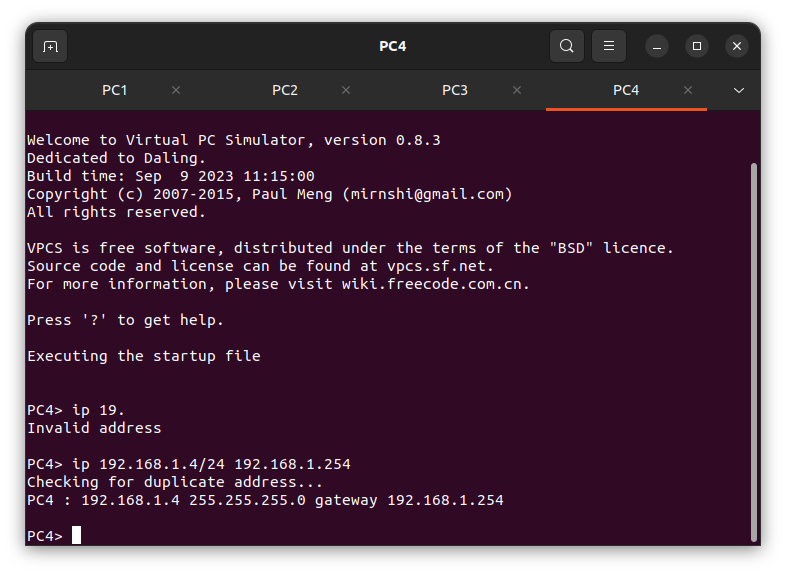 PC4
PC1 PC2 PC3 PC4
Welcome to Virtual PC Simulator, version 0.8.3
Dedicated to Daling.
Build time: Sep  9 2023 11:15:00
Copyright (c) 2007-2015, Paul Meng (mirnshi@gmail.com)
All rights reserved.
VPCS is free software, distributed under the terms of the "BSD" licence.
Source code and license can be found at vpcs.sf.net.
For more information, please visit wiki.freecode.com.cn.
Press '?' to get help.
Executing the startup file
PC4> ip 19.
Invalid address
PC4> ip 192.168.1.4/24 192.168.1.254
Checking for duplicate address...
PC4 : 192.168.1.4 255.255.255.0 gateway 192.168.1.254
PC4>